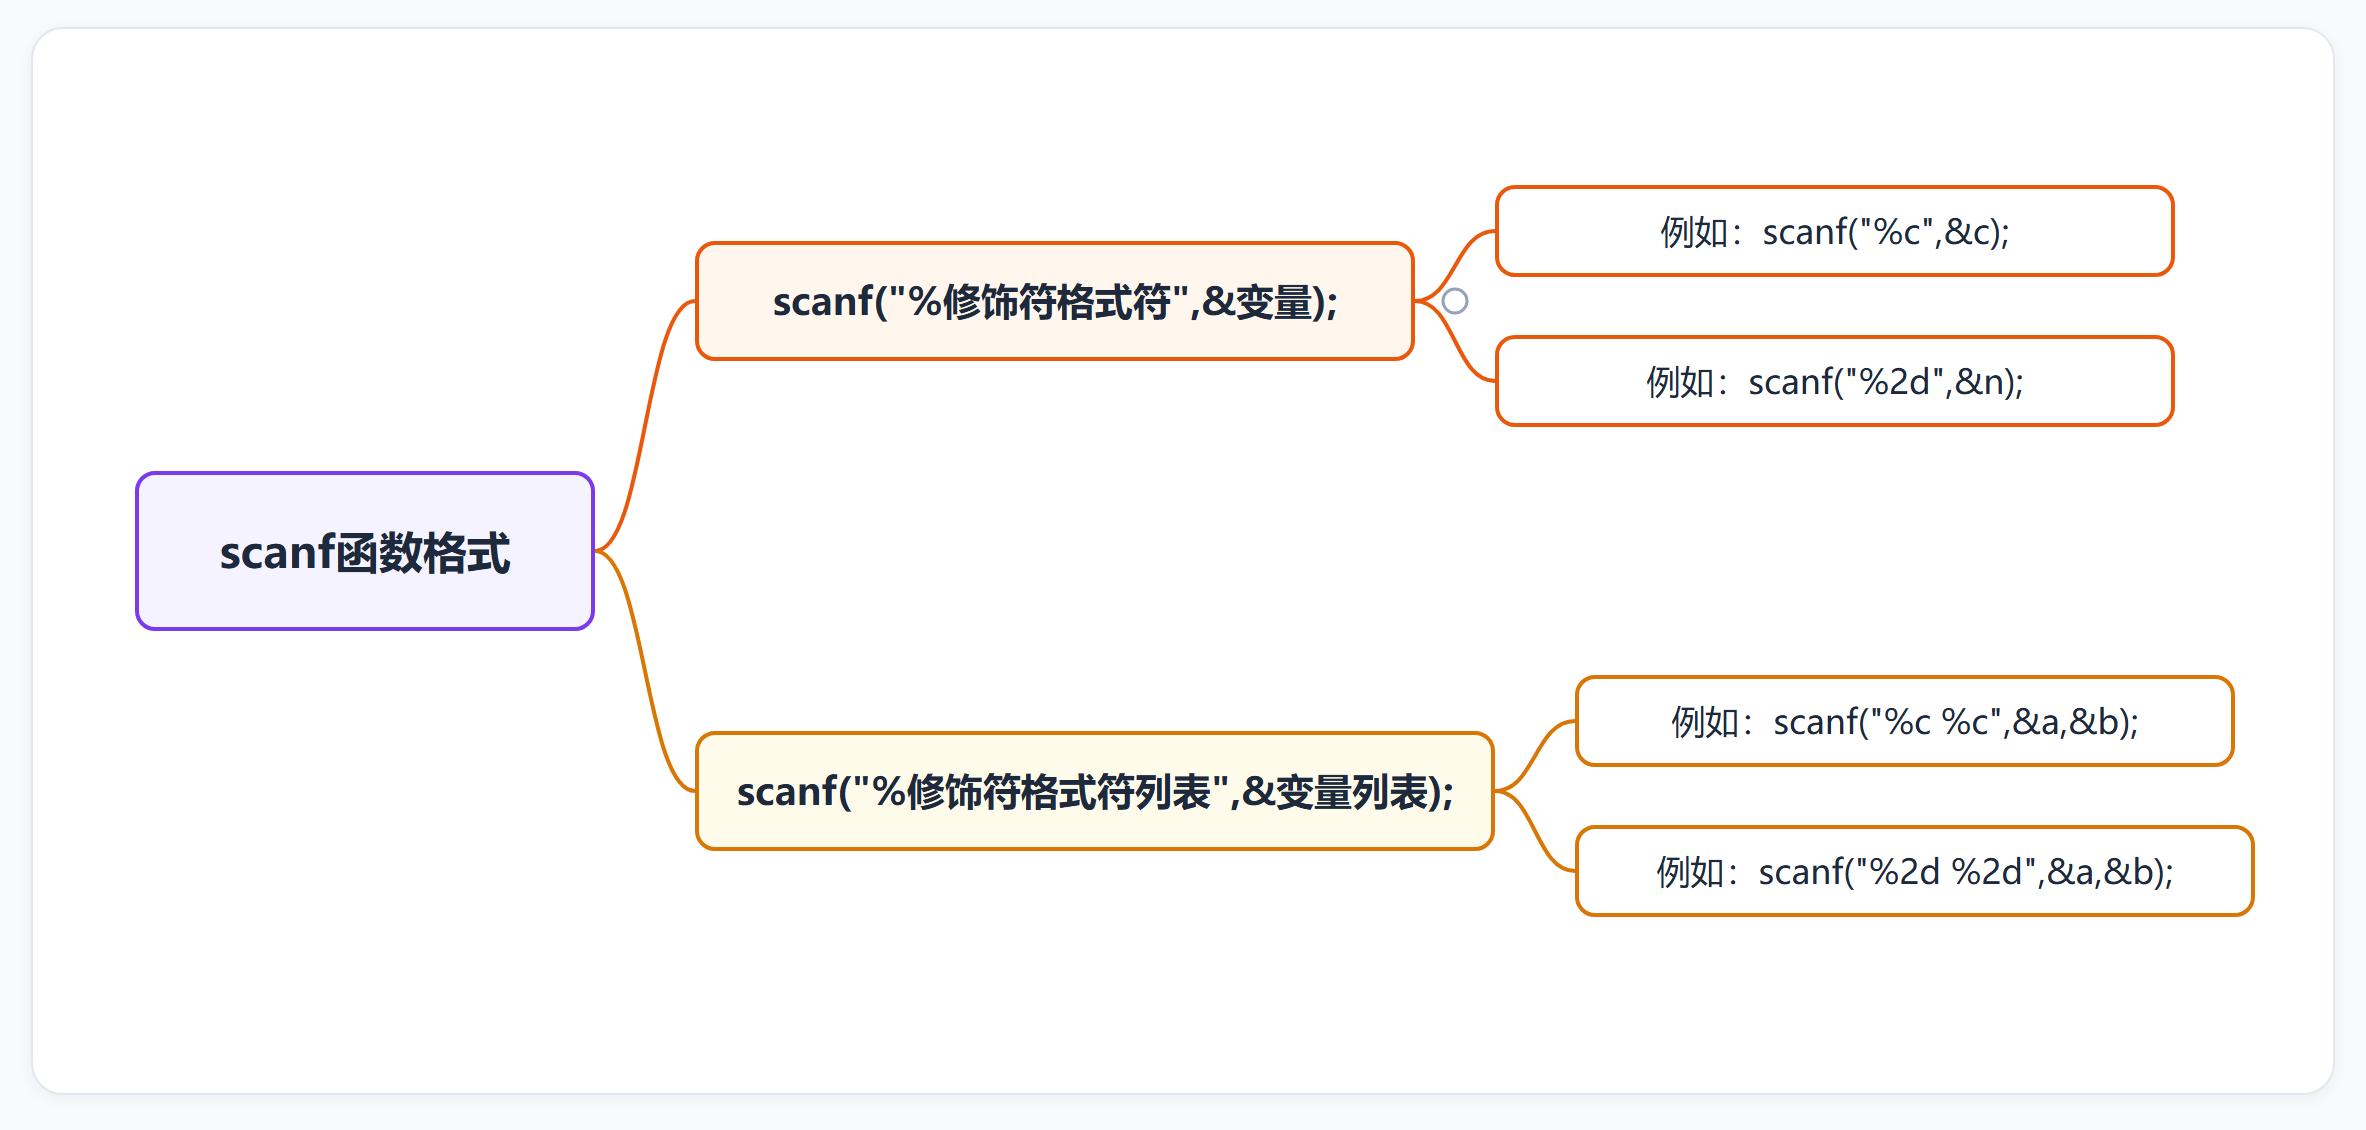 scanf函数格式
scanf("%修饰符格式符",&变量);
例如：scanf("%c",&c);
例如：scanf("%2d",&n);
scanf("%修饰符格式符列表",&变量列表);
例如：scanf("%c %c",&a,&b);
例如：scanf("%2d %2d",&a,&b);